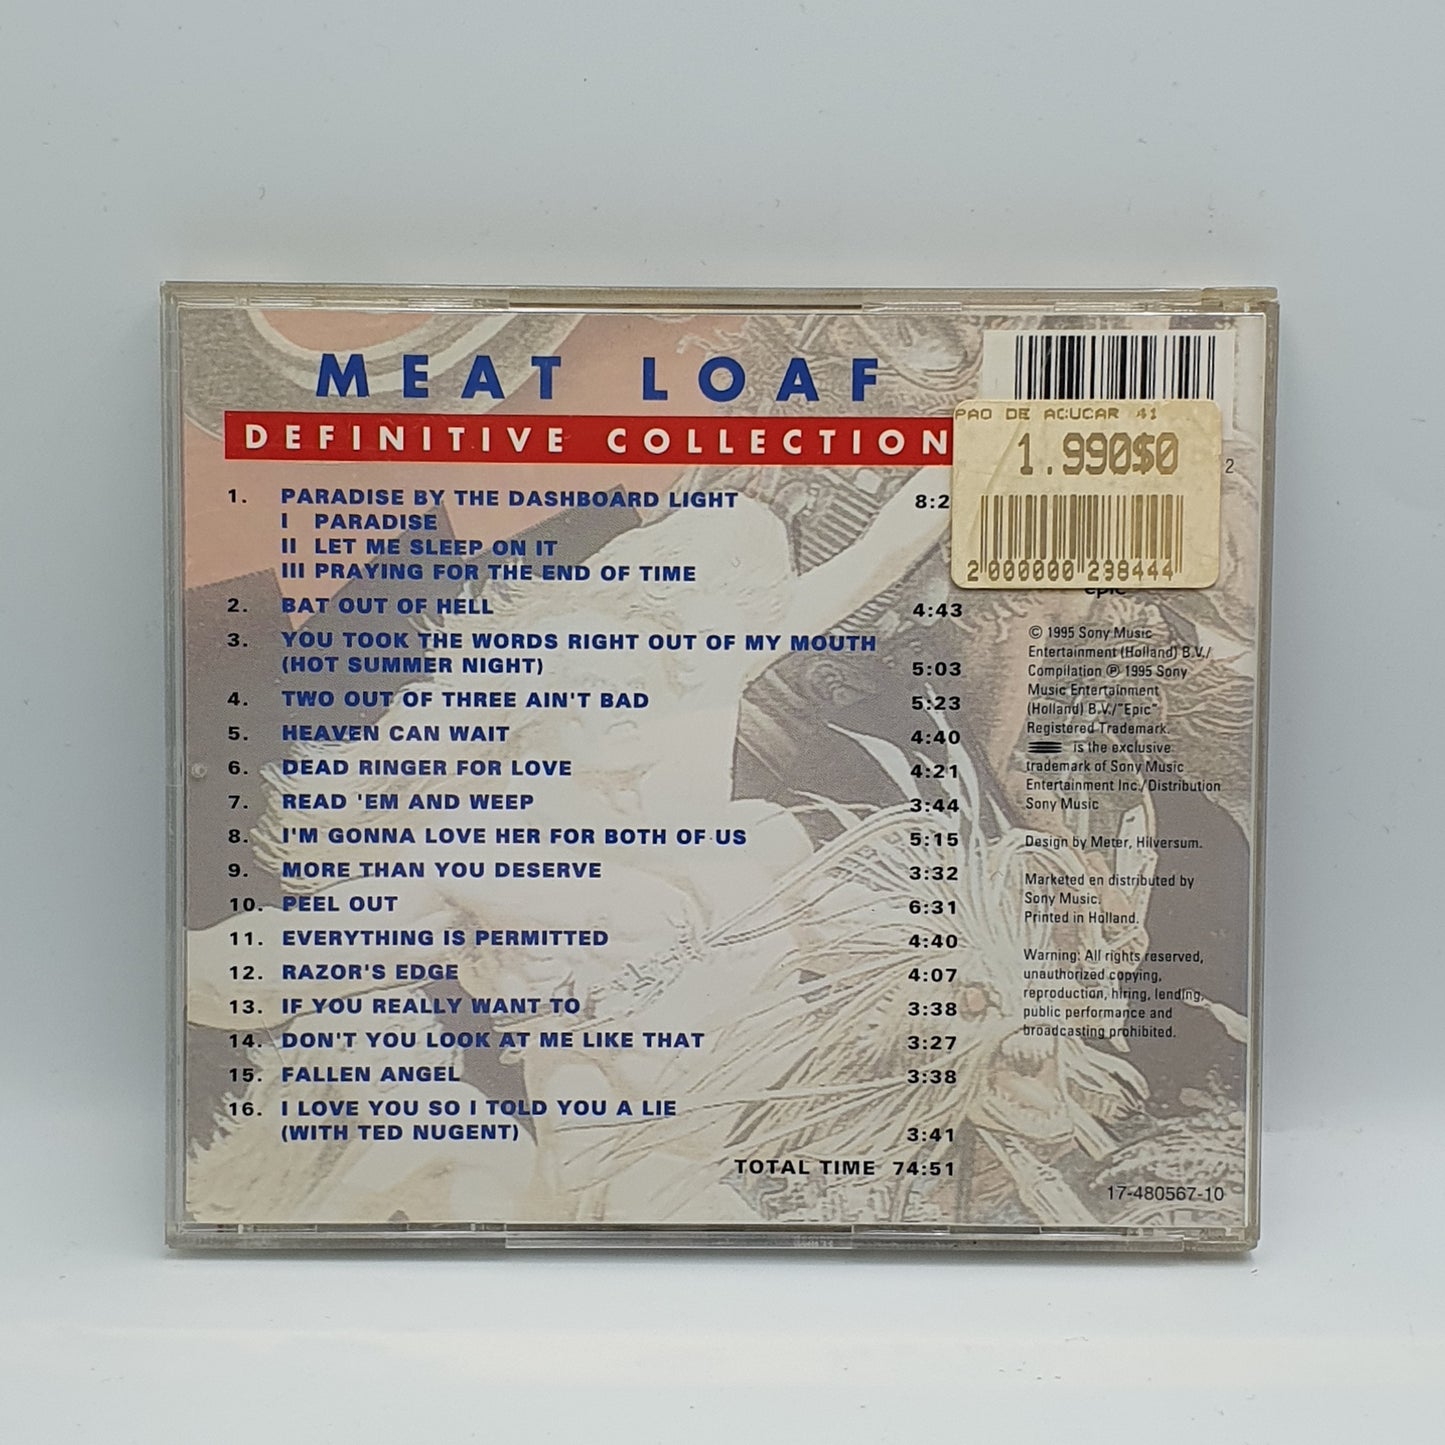 MEAT LOAF
DEFINITIVE COLLECTION
1. PARADISE BY THE DASHBOARD LIGHT
I PARADISE
II LET ME SLEEP ON IT
III PRAYING FOR THE END OF TIME
2. BAT OUT OF HELL 4:43
3. YOU TOOK THE WORDS RIGHT OUT OF MY MOUTH
(HOT SUMMER NIGHT) 5:03
4. TWO OUT OF THREE AIN'T BAD 5:23
5. HEAVEN CAN WAIT 4:40
6. DEAD RINGER FOR LOVE 4:21
7. READ 'EM AND WEEP 3:44
8. I'M GONNA LOVE HER FOR BOTH OF US 5:15
9. MORE THAN YOU DESERVE 3:32
10. PEEL OUT 6:31
11. EVERYTHING IS PERMITTED 4:40
12. RAZOR'S EDGE 4:07
13. IF YOU REALLY WANT TO 3:38
14. DON'T YOU LOOK AT ME LIKE THAT 3:27
15. FALLEN ANGEL 3:38
16. I LOVE YOU SO I TOLD YOU A LIE
(WITH TED NUGENT) 3:41
TOTAL TIME 74:51
PAO DE ACUCAR 41
1.990$0
2 000000 238444
2
epic
© 1995 Sony Music
Entertainment (Holland) B.V./
Compilation ℗ 1995 Sony
Music Entertainment
(Holland) B.V./"Epic"
Registered Trademark.
is the exclusive
trademark of Sony Music
Entertainment Inc./Distribution
Sony Music
Design by Meter, Hilversum.
Marketed en distributed by
Sony Music.
Printed in Holland.
Warning: All rights reserved,
unauthorized copying,
reproduction, hiring, lending,
public performance and
broadcasting prohibited.
17-480567-10